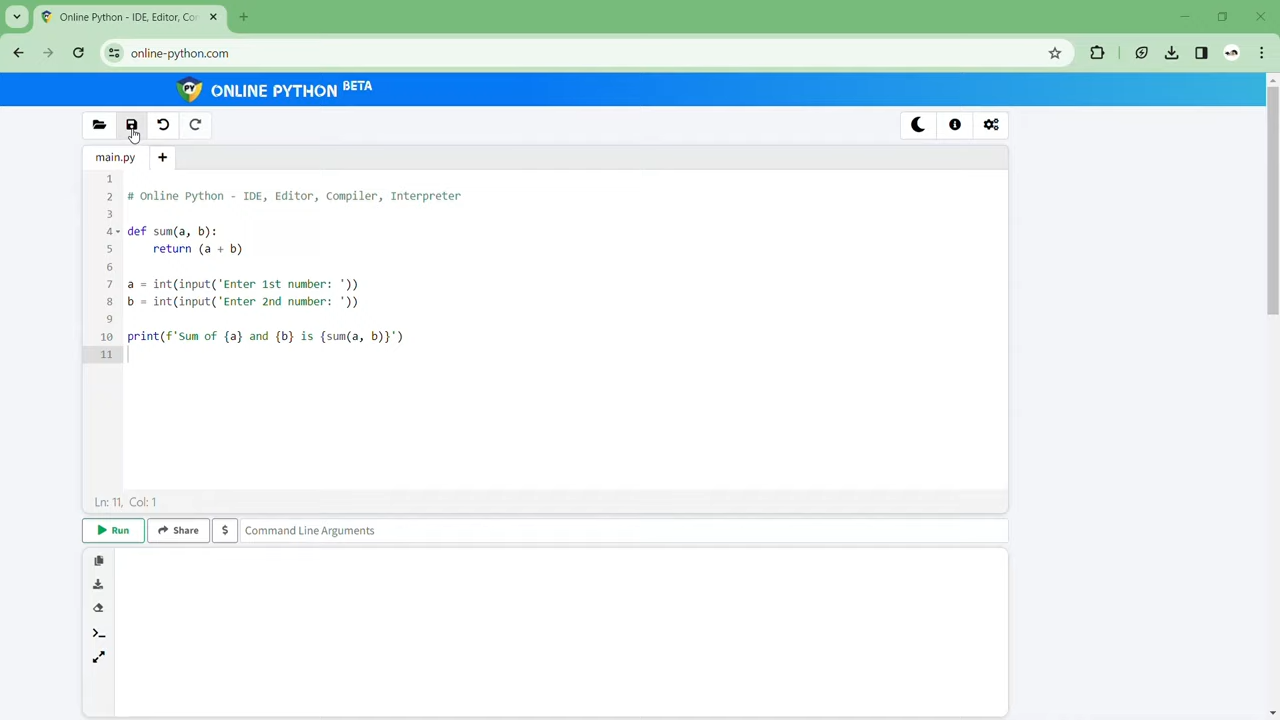 Online Python - IDE, Editor, Co
online-python.com
PY ONLINE PYTHON BETA
main.py
1
2 # Online Python - IDE, Editor, Compiler, Interpreter
3
4 def sum(a, b):
5 return (a + b)
6
7 a = int(input('Enter 1st number: '))
8 b = int(input('Enter 2nd number: '))
9
10 print(f'Sum of {a} and {b} is {sum(a, b)}')
11
Ln: 11, Col: 1
Run Share $ Command Line Arguments